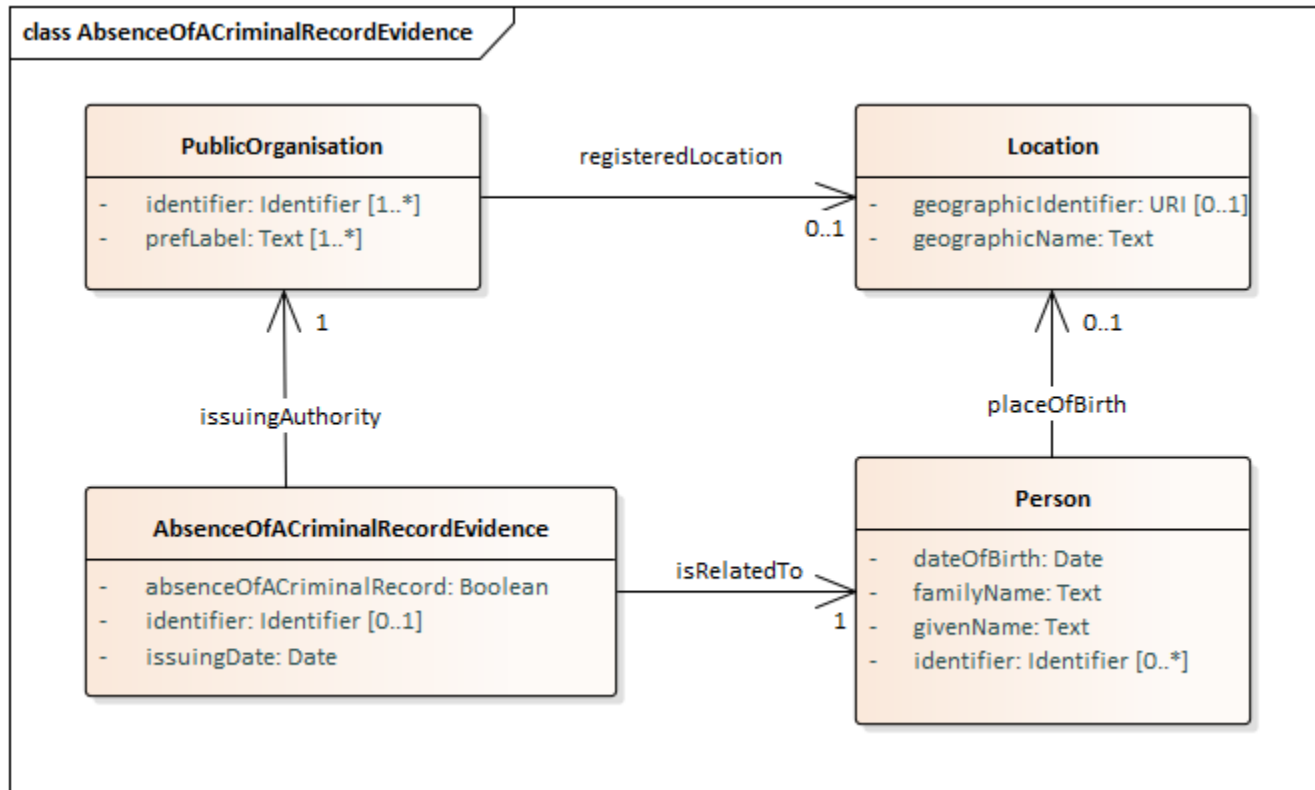 class AbsenceOfACriminalRecordEvidence
PublicOrganisation
- identifier: Identifier [1..*]
- prefLabel: Text [1..*]
registeredLocation
0..1
Location
- geographicIdentifier: URI [0..1]
- geographicName: Text
1
issuingAuthority
0..1
placeOfBirth
AbsenceOfACriminalRecordEvidence
- absenceOfACriminalRecord: Boolean
- identifier: Identifier [0..1]
- issuingDate: Date
isRelatedTo
1
Person
- dateOfBirth: Date
- familyName: Text
- givenName: Text
- identifier: Identifier [0..*]